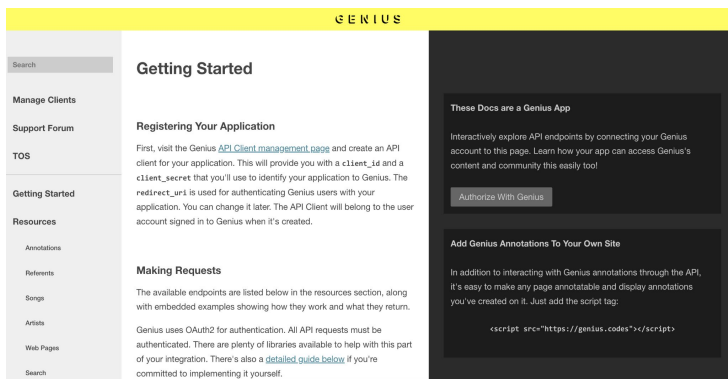 GENIUS
Search
Manage Clients
Support Forum
TOS
Getting Started
Resources
Annotations
Referents
Songs
Artists
Web Pages
Search
Getting Started
Registering Your Application
First, visit the Genius API Client management page and create an API
client for your application. This will provide you with a client_id and a
client_secret that you'll use to identify your application to Genius. The
redirect_uri is used for authenticating Genius users with your
application. You can change it later. The API Client will belong to the user
account signed in to Genius when it's created.
Making Requests
The available endpoints are listed below in the resources section, along
with embedded examples showing how they work and what they return.
Genius uses OAuth2 for authentication. All API requests must be
authenticated. There are plenty of libraries available to help with this part
of your integration. There's also a detailed guide below if you're
committed to implementing it yourself.
These Docs are a Genius App
Interactively explore API endpoints by connecting your Genius
account to this page. Learn how your app can access Genius's
content and community this easily too!
Authorize With Genius
Add Genius Annotations To Your Own Site
In addition to interacting with Genius annotations through the API,
it's easy to make any page annotatable and display annotations
you've created on it. Just add the script tag:
<script src="https://genius.codes"></script>